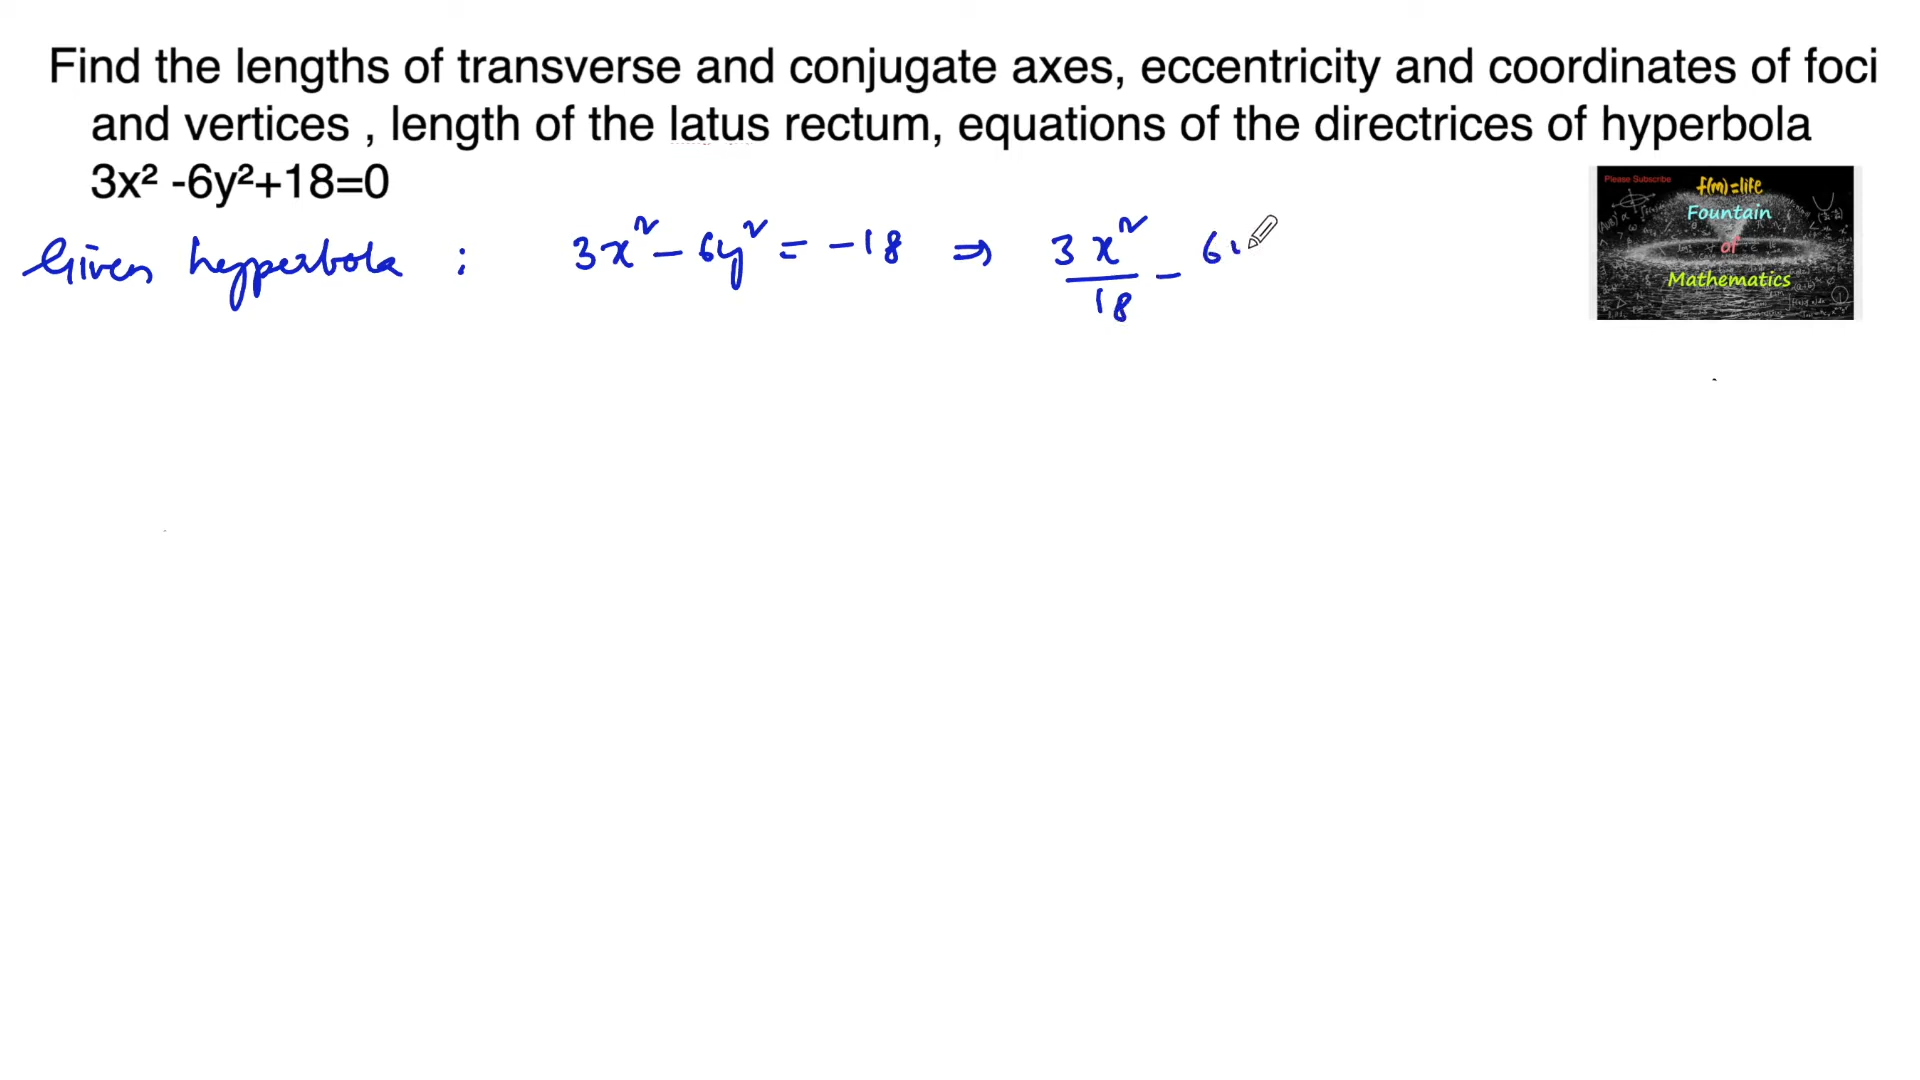 Find the lengths of transverse and conjugate axes, eccentricity and coordinates of foci
and vertices , length of the latus rectum, equations of the directrices of hyperbola
3x² -6y²+18=0
Please Subscribe
f(m)=life
Fountain
of
Mathematics
Given hyperbola : 3x² - 6y² = -18 ⇒ 3x²/18 - 6